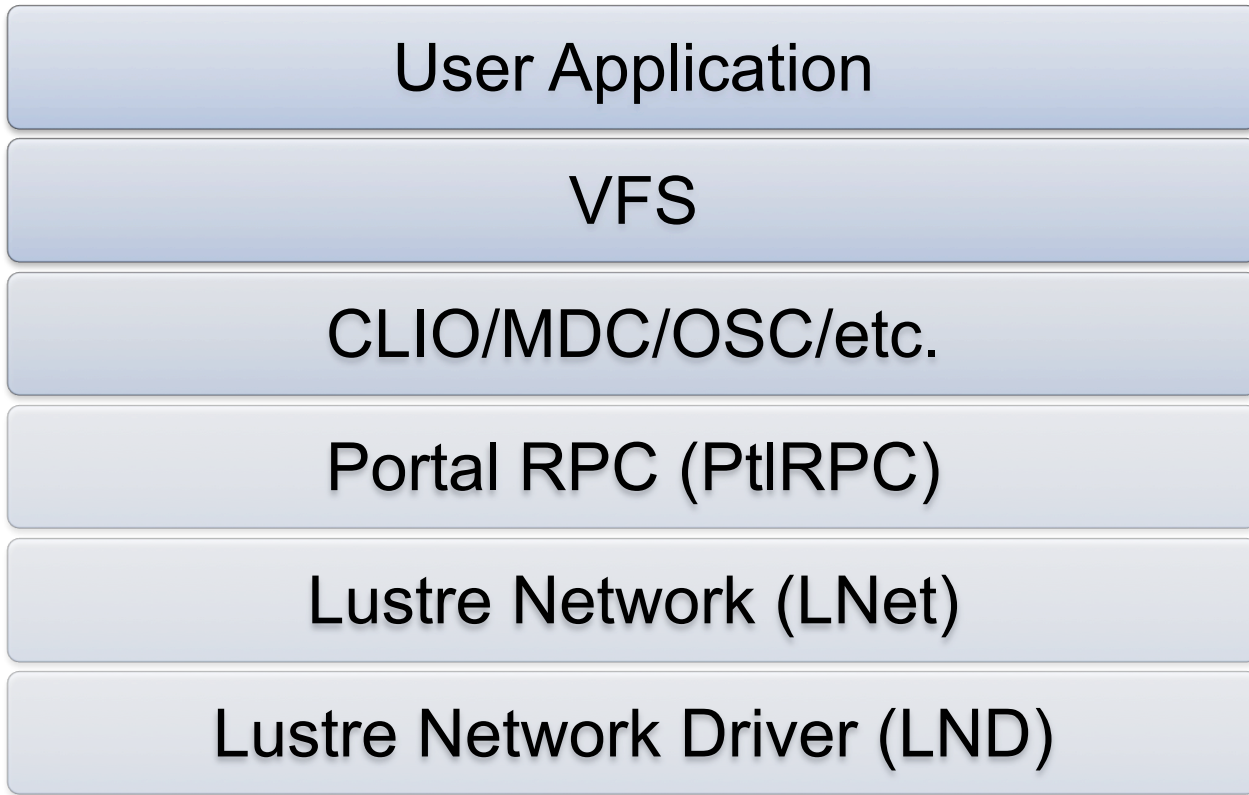 User Application
VFS
CLIO/MDC/OSC/etc.
Portal RPC (PtlRPC)
Lustre Network (LNet)
Lustre Network Driver (LND)